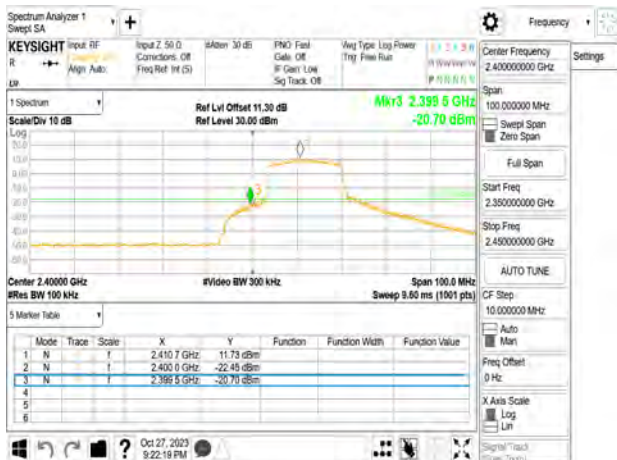 Spectrum Analyzer 1
Swept SA
Frequency
KEYSIGHT
Input: RF
Input Z: 50 Ω
#Atten: 30 dB
PNO: Fast
Avg Type: Log Power
R
Align: Auto
Corrections: Off
Gate: Off
Trig: Free Run
Freq Ref: Int (S)
IF Gain: Low
Sig Track: Off
Center Frequency
2.400000000 GHz
Settings
Span
100.000000 MHz
Swept Span
Zero Span
Full Span
Start Freq
2.350000000 GHz
Stop Freq
2.450000000 GHz
AUTO TUNE
CF Step
10.000000 MHz
Auto
Man
Freq Offset
0 Hz
X Axis Scale
Log
Lin
Signal Track
1 Spectrum
Scale/Div 10 dB
Ref Lvl Offset 11.30 dB
Ref Level 30.00 dBm
Mkr3 2.399 5 GHz
-20.70 dBm
Log
3
Center 2.40000 GHz
#Video BW 300 kHz
Span 100.0 MHz
#Res BW 100 kHz
Sweep 9.60 ms (1001 pts)
5 Marker Table
Mode Trace Scale X Y Function Function Width Function Value
1 N f 2.410 7 GHz 11.73 dBm
2 N f 2.400 0 GHz -22.45 dBm
3 N f 2.399 5 GHz -20.70 dBm
4
5
6
?
Oct 27, 2023
9:22:19 PM